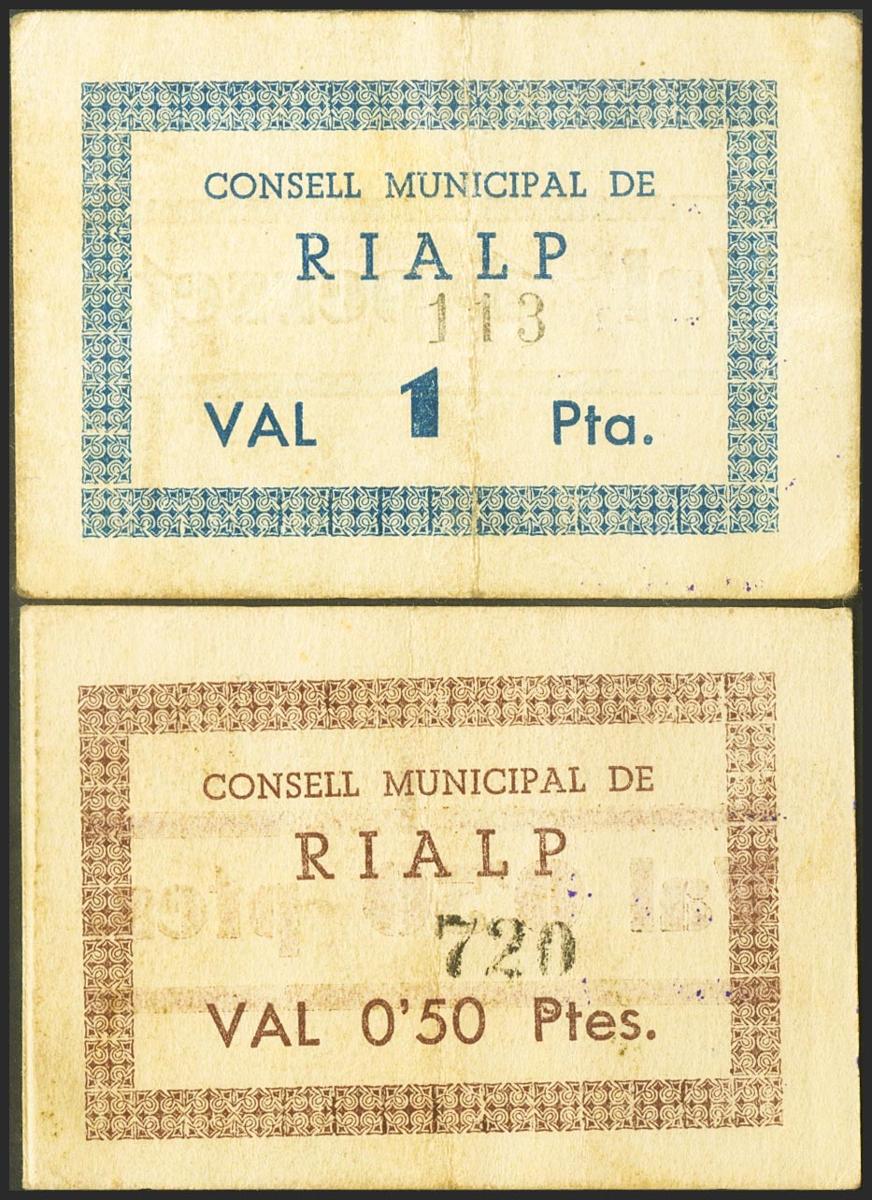 CONSELL MUNICIPAL DE
RIALP
113
VAL 1 Pta.
CONSELL MUNICIPAL DE
RIALP
720
VAL 0'50 Ptes.